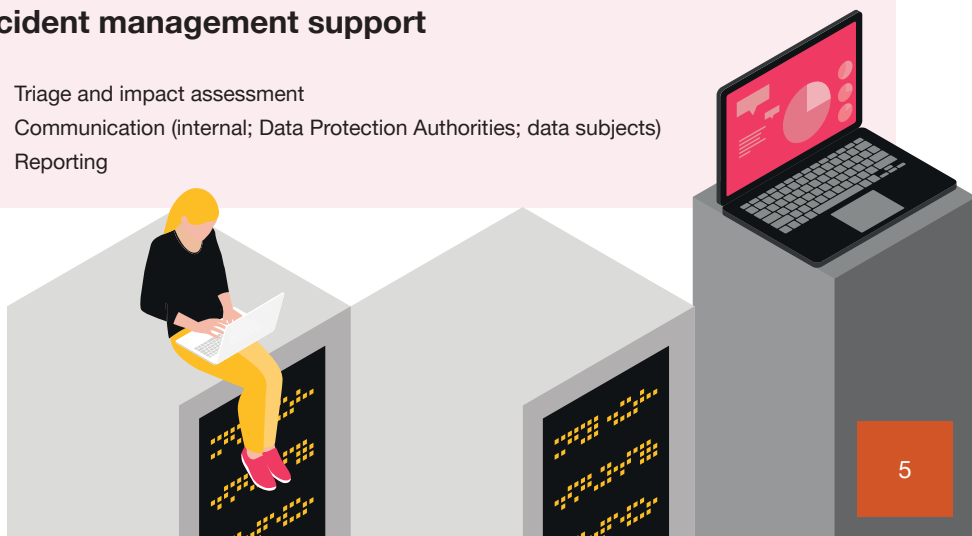 cident management support
Triage and impact assessment
Communication (internal; Data Protection Authorities; data subjects)
Reporting
5